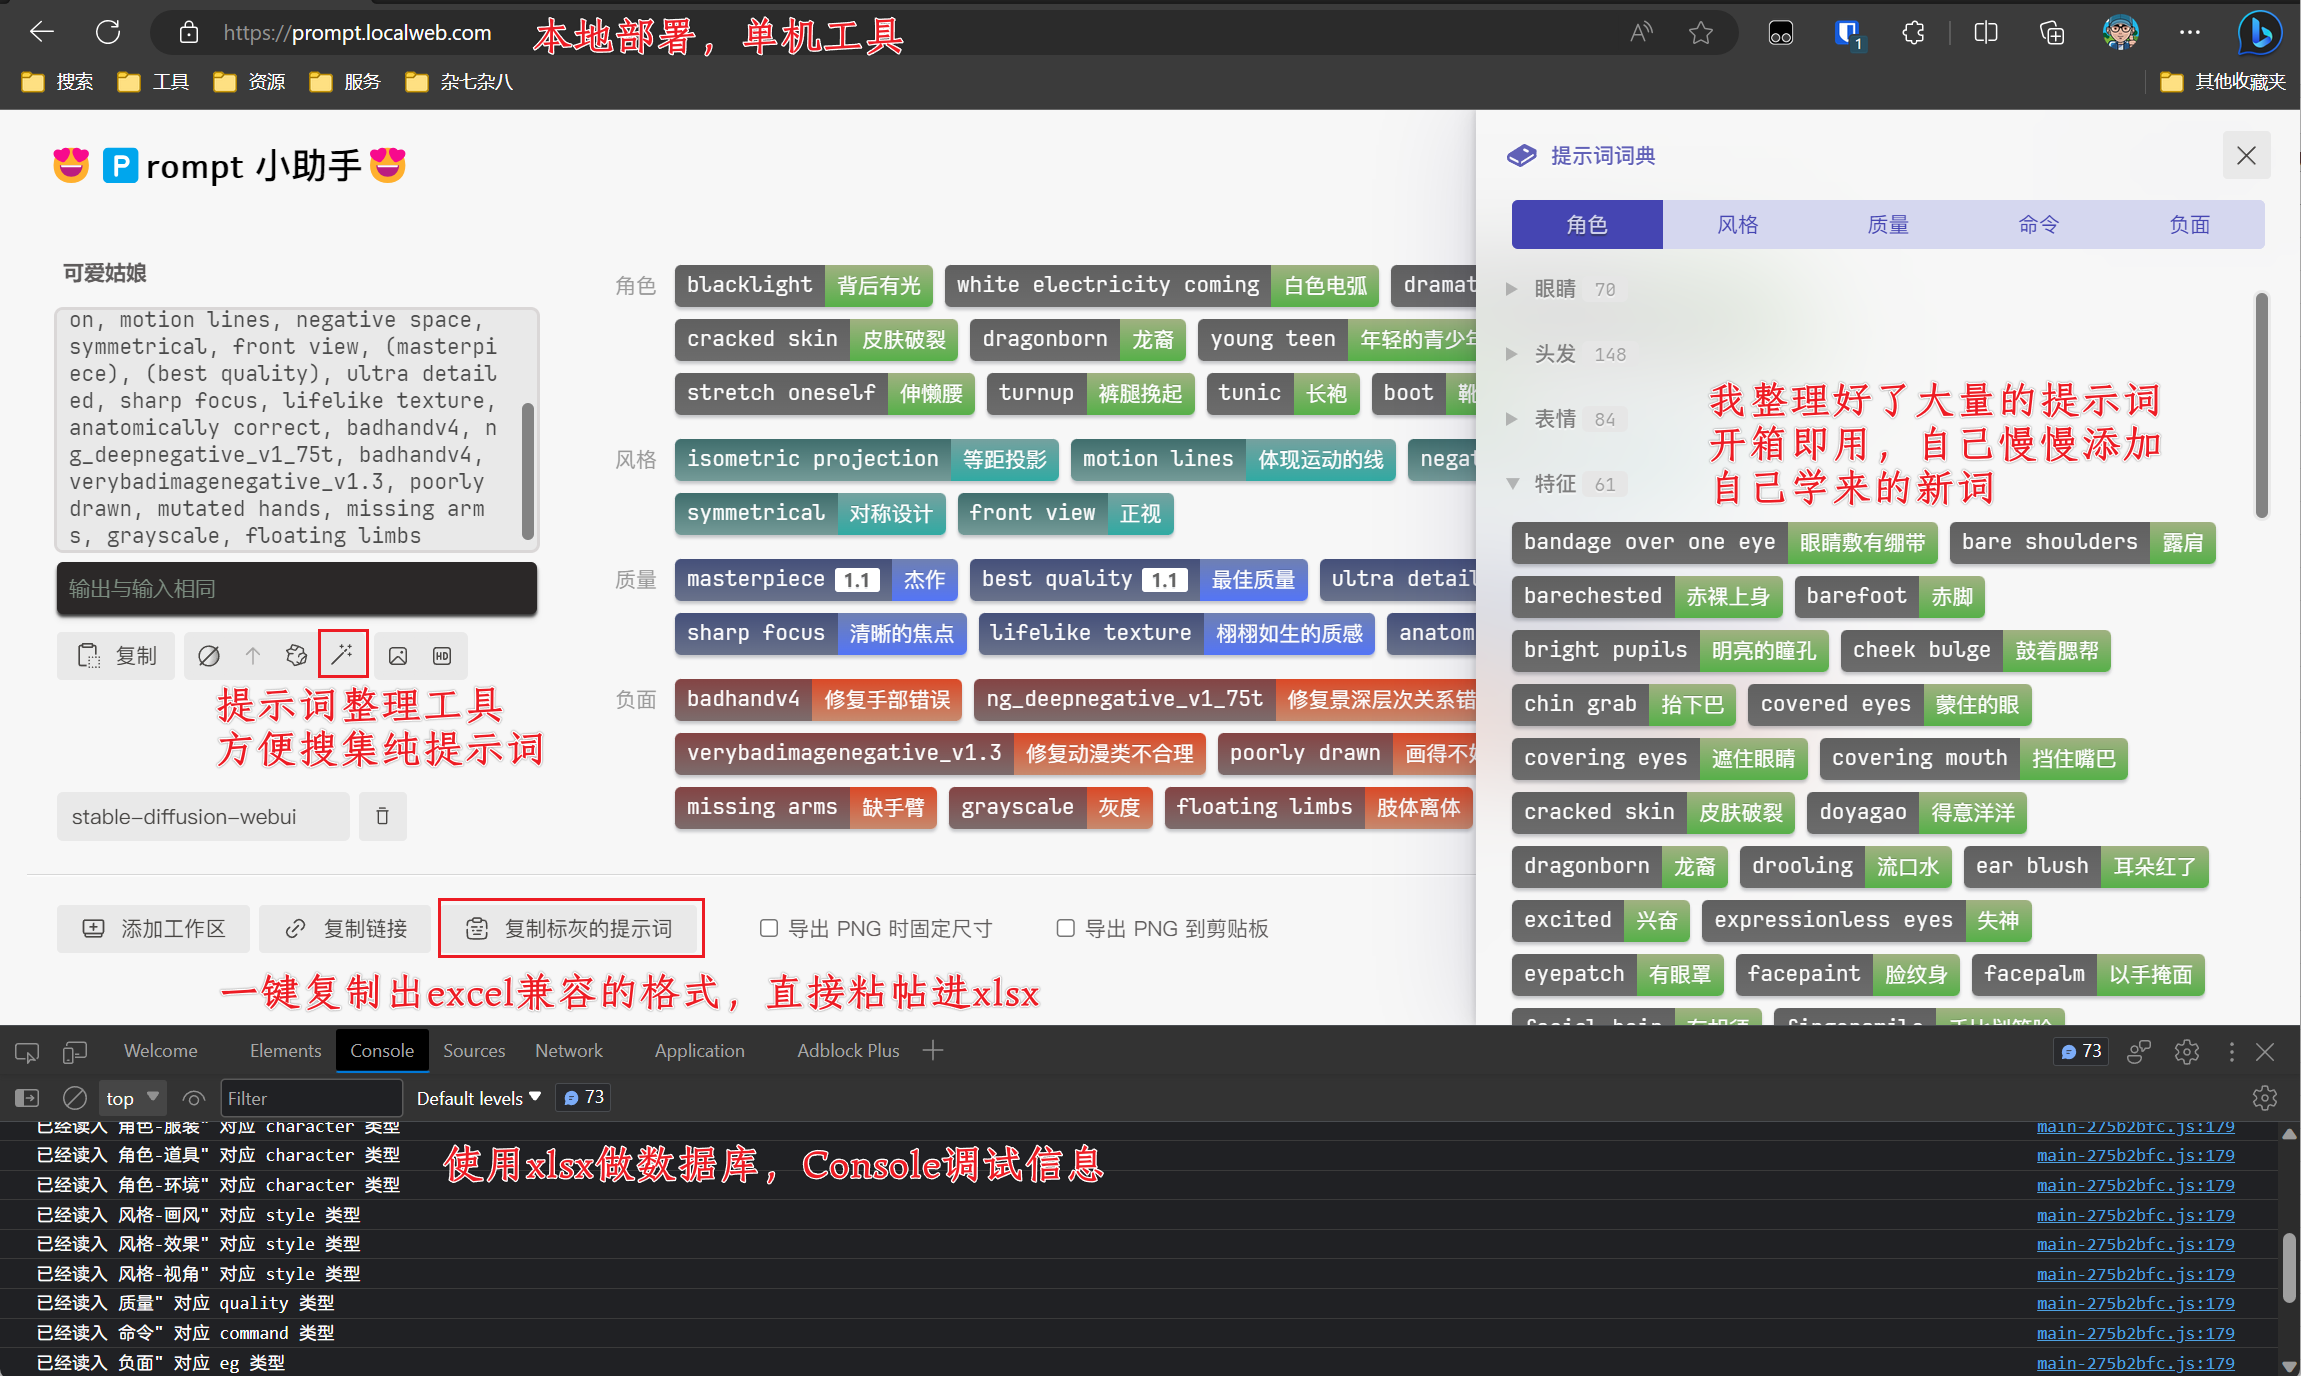 https://prompt.localweb.com
本地部署，单机工具
1
搜索 工具 资源 服务 杂七杂八 其他收藏夹
Prompt 小助手
可爱姑娘
on, motion lines, negative space,
symmetrical, front view, (masterpi
ece), (best quality), ultra detail
ed, sharp focus, lifelike texture,
anatomically correct, badhandv4, n
g_deepnegative_v1_75t, badhandv4,
verybadimagenegative_v1.3, poorly
drawn, mutated hands, missing arm
s, grayscale, floating limbs
输出与输入相同
复制 HD
提示词整理工具
方便搜集纯提示词
stable-diffusion-webui
角色 blacklight 背后有光 white electricity coming 白色电弧 dramat
cracked skin 皮肤破裂 dragonborn 龙裔 young teen 年轻的青少年
stretch oneself 伸懒腰 turnup 裤腿挽起 tunic 长袍 boot 靴
风格 isometric projection 等距投影 motion lines 体现运动的线 negat
symmetrical 对称设计 front view 正视
质量 masterpiece 1.1 杰作 best quality 1.1 最佳质量 ultra detail
sharp focus 清晰的焦点 lifelike texture 栩栩如生的质感 anatom
负面 badhandv4 修复手部错误 ng_deepnegative_v1_75t 修复景深层次关系错
verybadimagenegative_v1.3 修复动漫类不合理 poorly drawn 画得不好
missing arms 缺手臂 grayscale 灰度 floating limbs 肢体离体
添加工作区 复制链接 复制标灰的提示词 导出 PNG 时固定尺寸 导出 PNG 到剪贴板
一键复制出excel兼容的格式，直接粘帖进xlsx
提示词词典
角色 风格 质量 命令 负面
眼睛 70
头发 148
表情 84
特征 61
我整理好了大量的提示词
开箱即用，自己慢慢添加
自己学来的新词
bandage over one eye 眼睛敷有绷带 bare shoulders 露肩
barechested 赤裸上身 barefoot 赤脚
bright pupils 明亮的瞳孔 cheek bulge 鼓着腮帮
chin grab 抬下巴 covered eyes 蒙住的眼
covering eyes 遮住眼睛 covering mouth 挡住嘴巴
cracked skin 皮肤破裂 doyagao 得意洋洋
dragonborn 龙裔 drooling 流口水 ear blush 耳朵红了
excited 兴奋 expressionless eyes 失神
eyepatch 有眼罩 facepaint 脸纹身 facepalm 以手掩面
Welcome Elements Console Sources Network Application Adblock Plus 73
top Filter Default levels 73
已经读入 角色-服装" 对应 character 类型 main-275b2bfc.js:179
已经读入 角色-道具" 对应 character 类型 main-275b2bfc.js:179
使用xlsx做数据库，Console调试信息
已经读入 角色-环境" 对应 character 类型 main-275b2bfc.js:179
已经读入 风格-画风" 对应 style 类型 main-275b2bfc.js:179
已经读入 风格-效果" 对应 style 类型 main-275b2bfc.js:179
已经读入 风格-视角" 对应 style 类型 main-275b2bfc.js:179
已经读入 质量" 对应 quality 类型 main-275b2bfc.js:179
已经读入 命令" 对应 command 类型 main-275b2bfc.js:179
已经读入 负面" 对应 eg 类型 main-275b2bfc.js:179